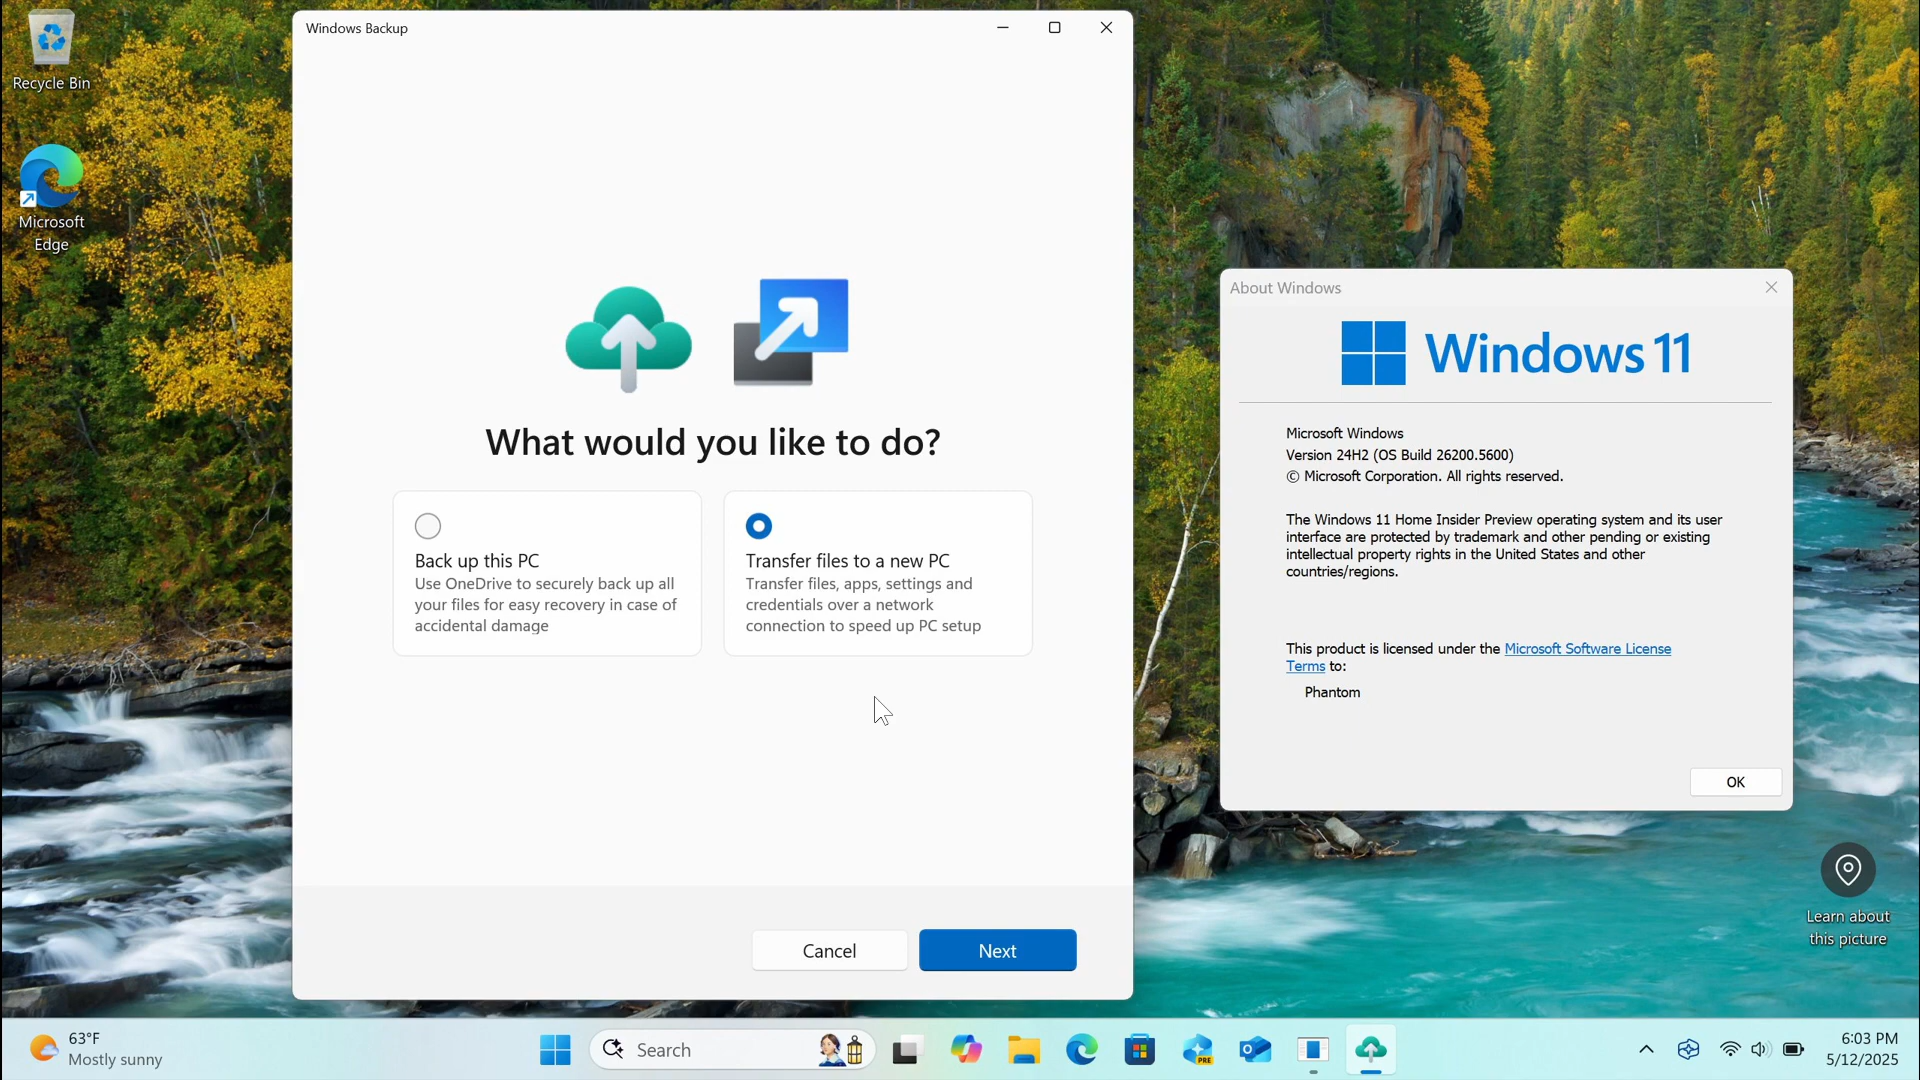 Recycle Bin
Microsoft
Edge
Windows Backup
What would you like to do?
Back up this PC
Use OneDrive to securely back up all
your files for easy recovery in case of
accidental damage
Transfer files to a new PC
Transfer files, apps, settings and
credentials over a network
connection to speed up PC setup
Cancel
Next
About Windows
Windows 11
Microsoft Windows
Version 24H2 (OS Build 26200.5600)
© Microsoft Corporation. All rights reserved.
The Windows 11 Home Insider Preview operating system and its user
interface are protected by trademark and other pending or existing
intellectual property rights in the United States and other
countries/regions.
This product is licensed under the Microsoft Software License
Terms to:
Phantom
OK
Learn about
this picture
63°F
Mostly sunny
Search
PRE
6:03 PM
5/12/2025